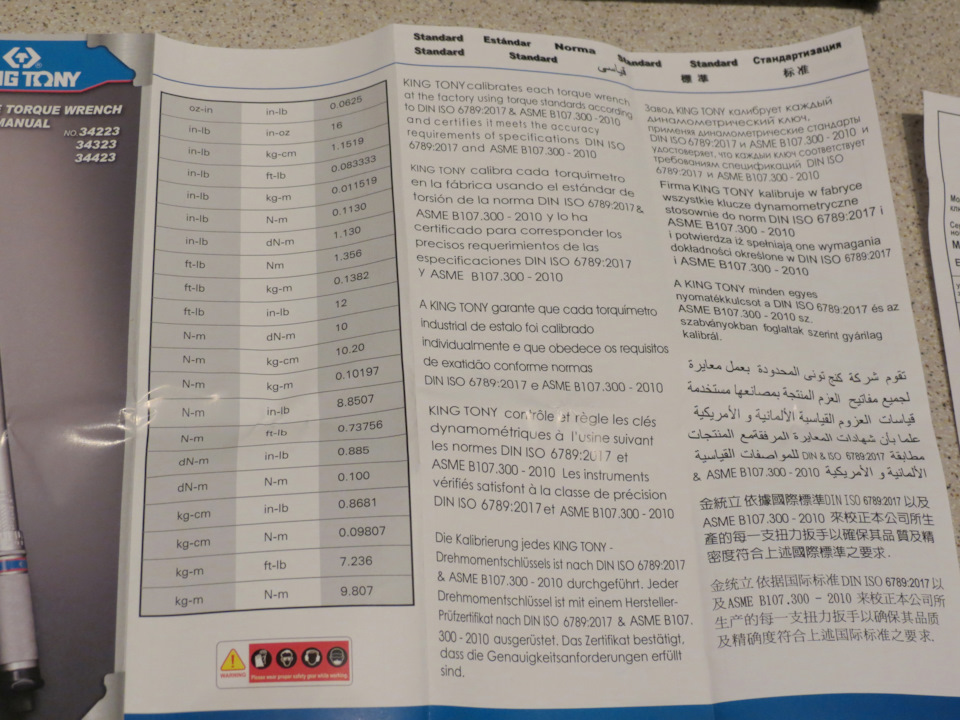 NG TONY
TORQUE WRENCH
MANUAL
NO.34223
34323
34423
oz-in in-lb 0.0625
in-lb in-oz 16
in-lb kg-cm 1.1519
in-lb ft-lb 0.083333
in-lb kg-m 0.011519
in-lb N-m 0.1130
in-lb dN-m 1.130
ft-lb Nm 1.356
ft-lb kg-m 0.1382
ft-lb in-lb 12
N-m dN-m 10
N-m kg-cm 10.20
N-m kg-m 0.10197
N-m in-lb 8.8507
N-m ft-lb 0.73756
dN-m in-lb 0.885
dN-m N-m 0.100
kg-cm in-lb 0.8681
kg-cm N-m 0.09807
kg-m ft-lb 7.236
kg-m N-m 9.807
WARNING
Please wear proper safety gear while working.
Standard Estándar Norma Standard Standard Стандартизация
Standard Standard قياسي 標準 标准
KING TONY calibrates each torque wrench
at the factory using torque standards according
to DIN ISO 6789:2017 & ASME B107.300 - 2010
and certifies it meets the accuracy
requirements of specifications DIN ISO
6789:2017 and ASME B107.300 - 2010
KING TONY calibra cada torquimetro
en la fábrica usando el estándar de
torsión de la norma DIN ISO 6789:2017 &
ASME B107.300 - 2010 y lo ha
certificado para corresponder los
precisos requerimientos de las
especificaciones DIN ISO 6789:2017
y ASME B107.300 - 2010
A KING TONY garante que cada torquímetro
industrial de estalo foi calibrado
individualmente e que obedece os requisitos
de exatidão conforme normas
DIN ISO 6789:2017 e ASME B107.300 - 2010
KING TONY contrôle et règle les clés
dynamométriques à l'usine suivant
les normes DIN ISO 6789:2017 et
ASME B107.300 - 2010 Les instruments
vérifiés satisfont à la classe de précision
DIN ISO 6789:2017 et ASME B107.300 - 2010
Die Kalibrierung jedes KING TONY -
Drehmomentschlüssels ist nach DIN ISO 6789:2017
& ASME B107.300 - 2010 durchgeführt. Jeder
Drehmomentschlüssel ist mit einem Hersteller-
Prüfzertifikat nach DIN ISO 6789:2017 & ASME B107.
300 - 2010 ausgerüstet. Das Zertifikat bestätigt,
dass die Genauigkeitsanforderungen erfüllt
sind.
Завод KING TONY калибрует каждый
динамометрический ключ,
применяя динамометрические стандарты
DIN ISO 6789:2017 и ASME B107.300 - 2010 и
удостоверяет, что каждый ключ соответствует
требованиям спецификаций DIN ISO
6789:2017 и ASME B107.300 - 2010
Firma KING TONY kalibruje w fabryce
wszystkie klucze dynamometryczne
stosownie do norm DIN ISO 6789:2017 i
ASME B107.300 - 2010
i potwierdza iż spełniają one wymagania
dokładności określone w DIN ISO 6789:2017
i ASME B107.300 - 2010
A KING TONY minden egyes
nyomatékkulcsot a DIN ISO 6789:2017 és az
ASME B107.300 - 2010 sz.
szabványokban foglaltak szerint gyárilag
kalibrál.
تقوم شركة كنج تونى المحدودة بعمل معايرة
لجميع مفاتيح العزم المنتجة بمصانعها مستخدمة
قياسات العزوم القياسية الألمانية و الأمريكية
علما بأن شهادات المعايرة المرفقة مع المنتجات
مطابقة DIN & ISO 6789:2017 للمواصفات القياسية
الألمانية و الأمريكية ASME B107.300 - 2010 &
金統立 依據國際標準DIN ISO 6789:2017 以及
ASME B107.300 - 2010 來校正本公司所生
產的每一支扭力扳手以確保其品質及精
密度符合上述國際標準之要求.
金统立 依据国际标准 DIN ISO 6789:2017 以
及ASME B107.300 - 2010 来校正本公司所
生产的每一支扭力扳手以确保其品质
及精确度符合上述国际标准之要求.